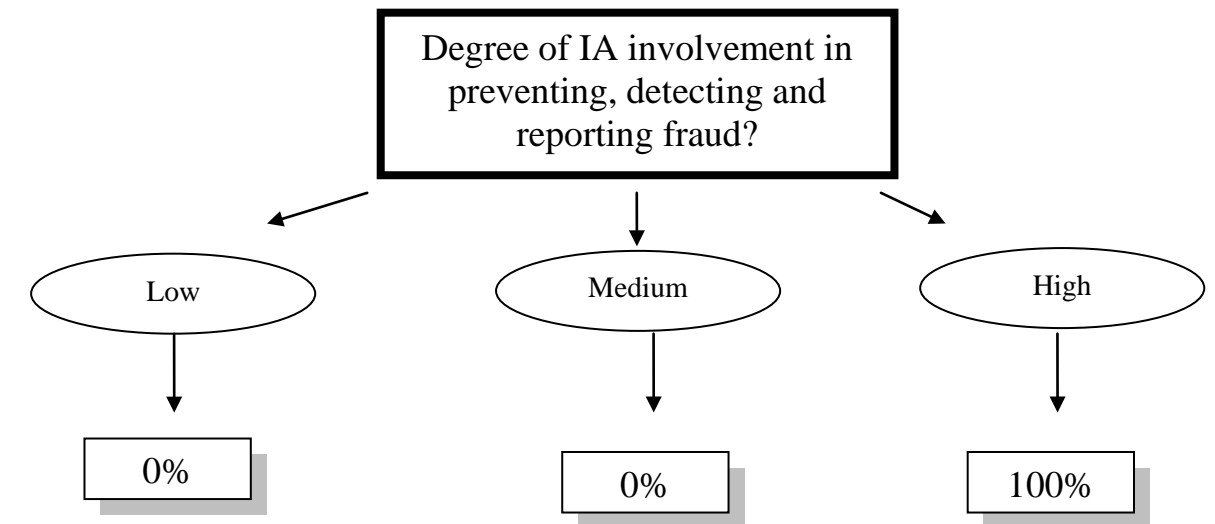 Degree of IA involvement in
preventing, detecting and
reporting fraud?
Low
Medium
High
0%
0%
100%